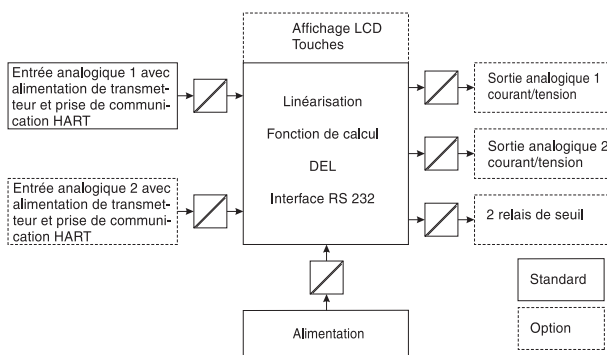 Affichage LCD
Touches
Entrée analogique 1 avec
alimentation de transmet-
teur et prise de communi-
cation HART
Linéarisation
Fonction de calcul
DEL
Interface RS 232
Sortie analogique 1
courant/tension
Sortie analogique 2
courant/tension
Entrée analogique 2 avec
alimentation de transmet-
teur et prise de communi-
cation HART
2 relais de seuil
Alimentation
Standard
Option